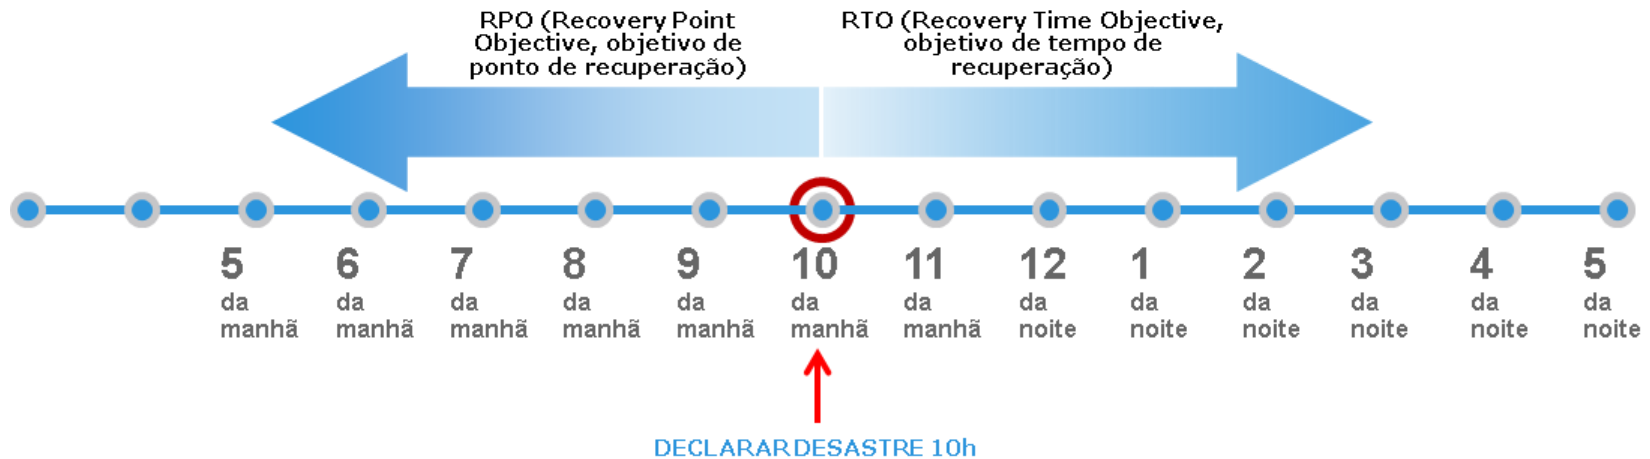 RPO (Recovery Point
Objective, objetivo de
ponto de recuperação)
RTO (Recovery Time Objective,
objetivo de tempo de
recuperação)
5 6 7 8 9 10 11 12 1 2 3 4 5
da da da da da da da da da da da da da
manhã manhã manhã manhã manhã manhã manhã noite noite noite noite noite noite
DECLARAR DESASTRE 10h